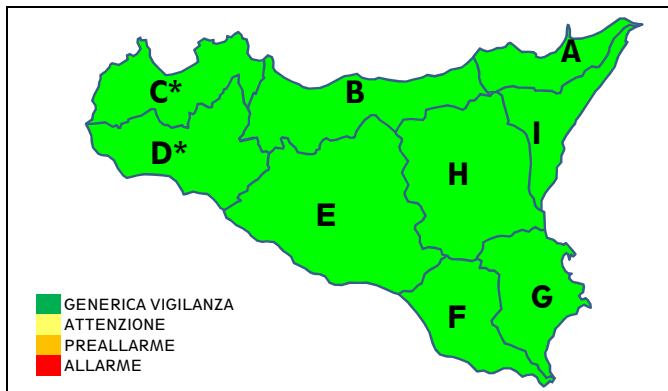 A
B
C*
I
D*
H
E
G
F
GENERICA VIGILANZA
ATTENZIONE
PREALLARME
ALLARME